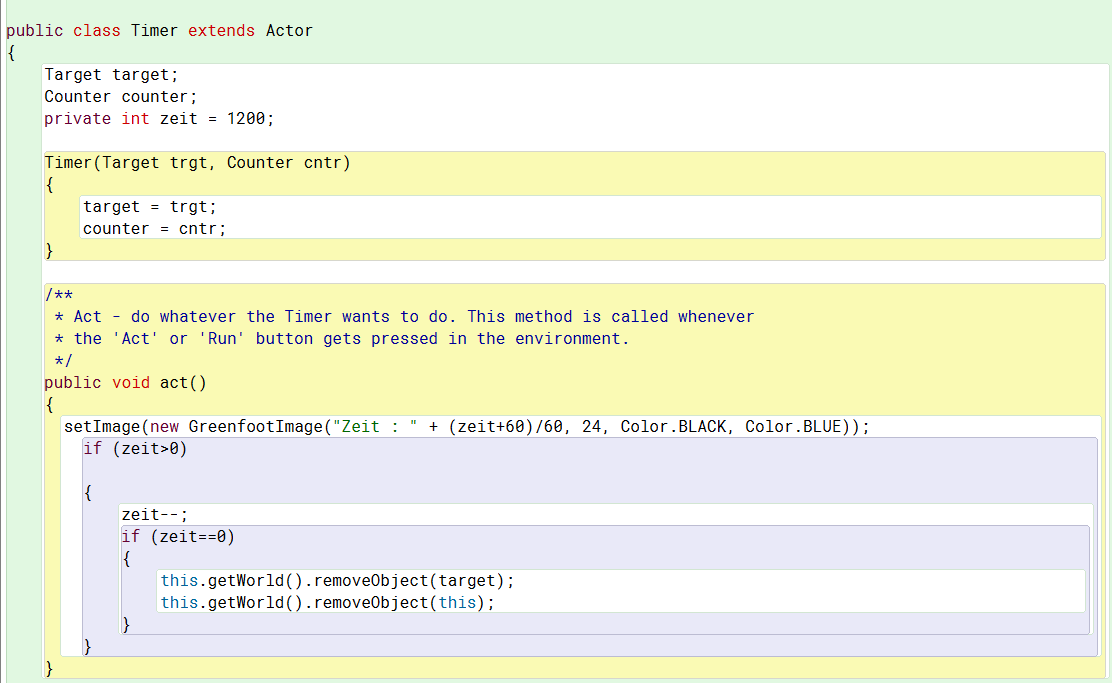 public class Timer extends Actor
{
Target target;
Counter counter;
private int zeit = 1200;
Timer(Target trgt, Counter cntr)
{
target = trgt;
counter = cntr;
}
/**
* Act - do whatever the Timer wants to do. This method is called whenever
* the 'Act' or 'Run' button gets pressed in the environment.
*/
public void act()
{
setImage(new GreenfootImage("Zeit : " + (zeit+60)/60, 24, Color.BLACK, Color.BLUE));
if (zeit>0)
{
zeit--;
if (zeit==0)
{
this.getWorld().removeObject(target);
this.getWorld().removeObject(this);
}
}
}